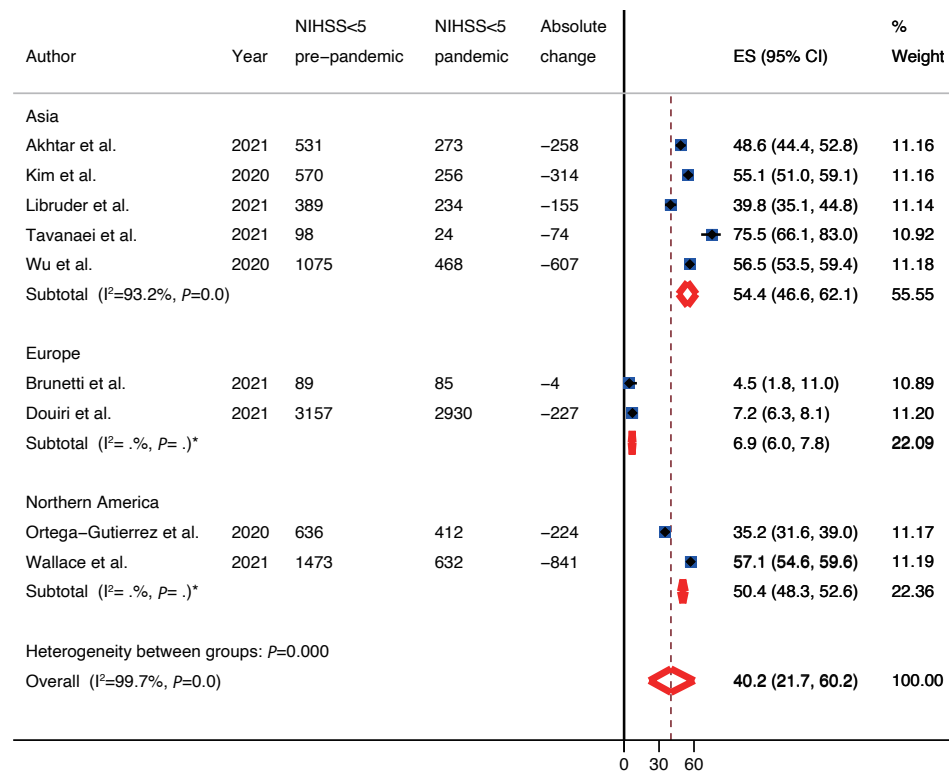 NIHSS<5 NIHSS<5 Absolute %
Author Year pre−pandemic pandemic change ES (95% CI) Weight
Asia
Akhtar et al. 2021 531 273 −258 48.6 (44.4, 52.8) 11.16
Kim et al. 2020 570 256 −314 55.1 (51.0, 59.1) 11.16
Libruder et al. 2021 389 234 −155 39.8 (35.1, 44.8) 11.14
Tavanaei et al. 2021 98 24 −74 75.5 (66.1, 83.0) 10.92
Wu et al. 2020 1075 468 −607 56.5 (53.5, 59.4) 11.18
Subtotal (I²=93.2%, P=0.0) 54.4 (46.6, 62.1) 55.55
Europe
Brunetti et al. 2021 89 85 −4 4.5 (1.8, 11.0) 10.89
Douiri et al. 2021 3157 2930 −227 7.2 (6.3, 8.1) 11.20
Subtotal (I²= .%, P= .)* 6.9 (6.0, 7.8) 22.09
Northern America
Ortega−Gutierrez et al. 2020 636 412 −224 35.2 (31.6, 39.0) 11.17
Wallace et al. 2021 1473 632 −841 57.1 (54.6, 59.6) 11.19
Subtotal (I²= .%, P= .)* 50.4 (48.3, 52.6) 22.36
Heterogeneity between groups: P=0.000
Overall (I²=99.7%, P=0.0) 40.2 (21.7, 60.2) 100.00
0 30 60